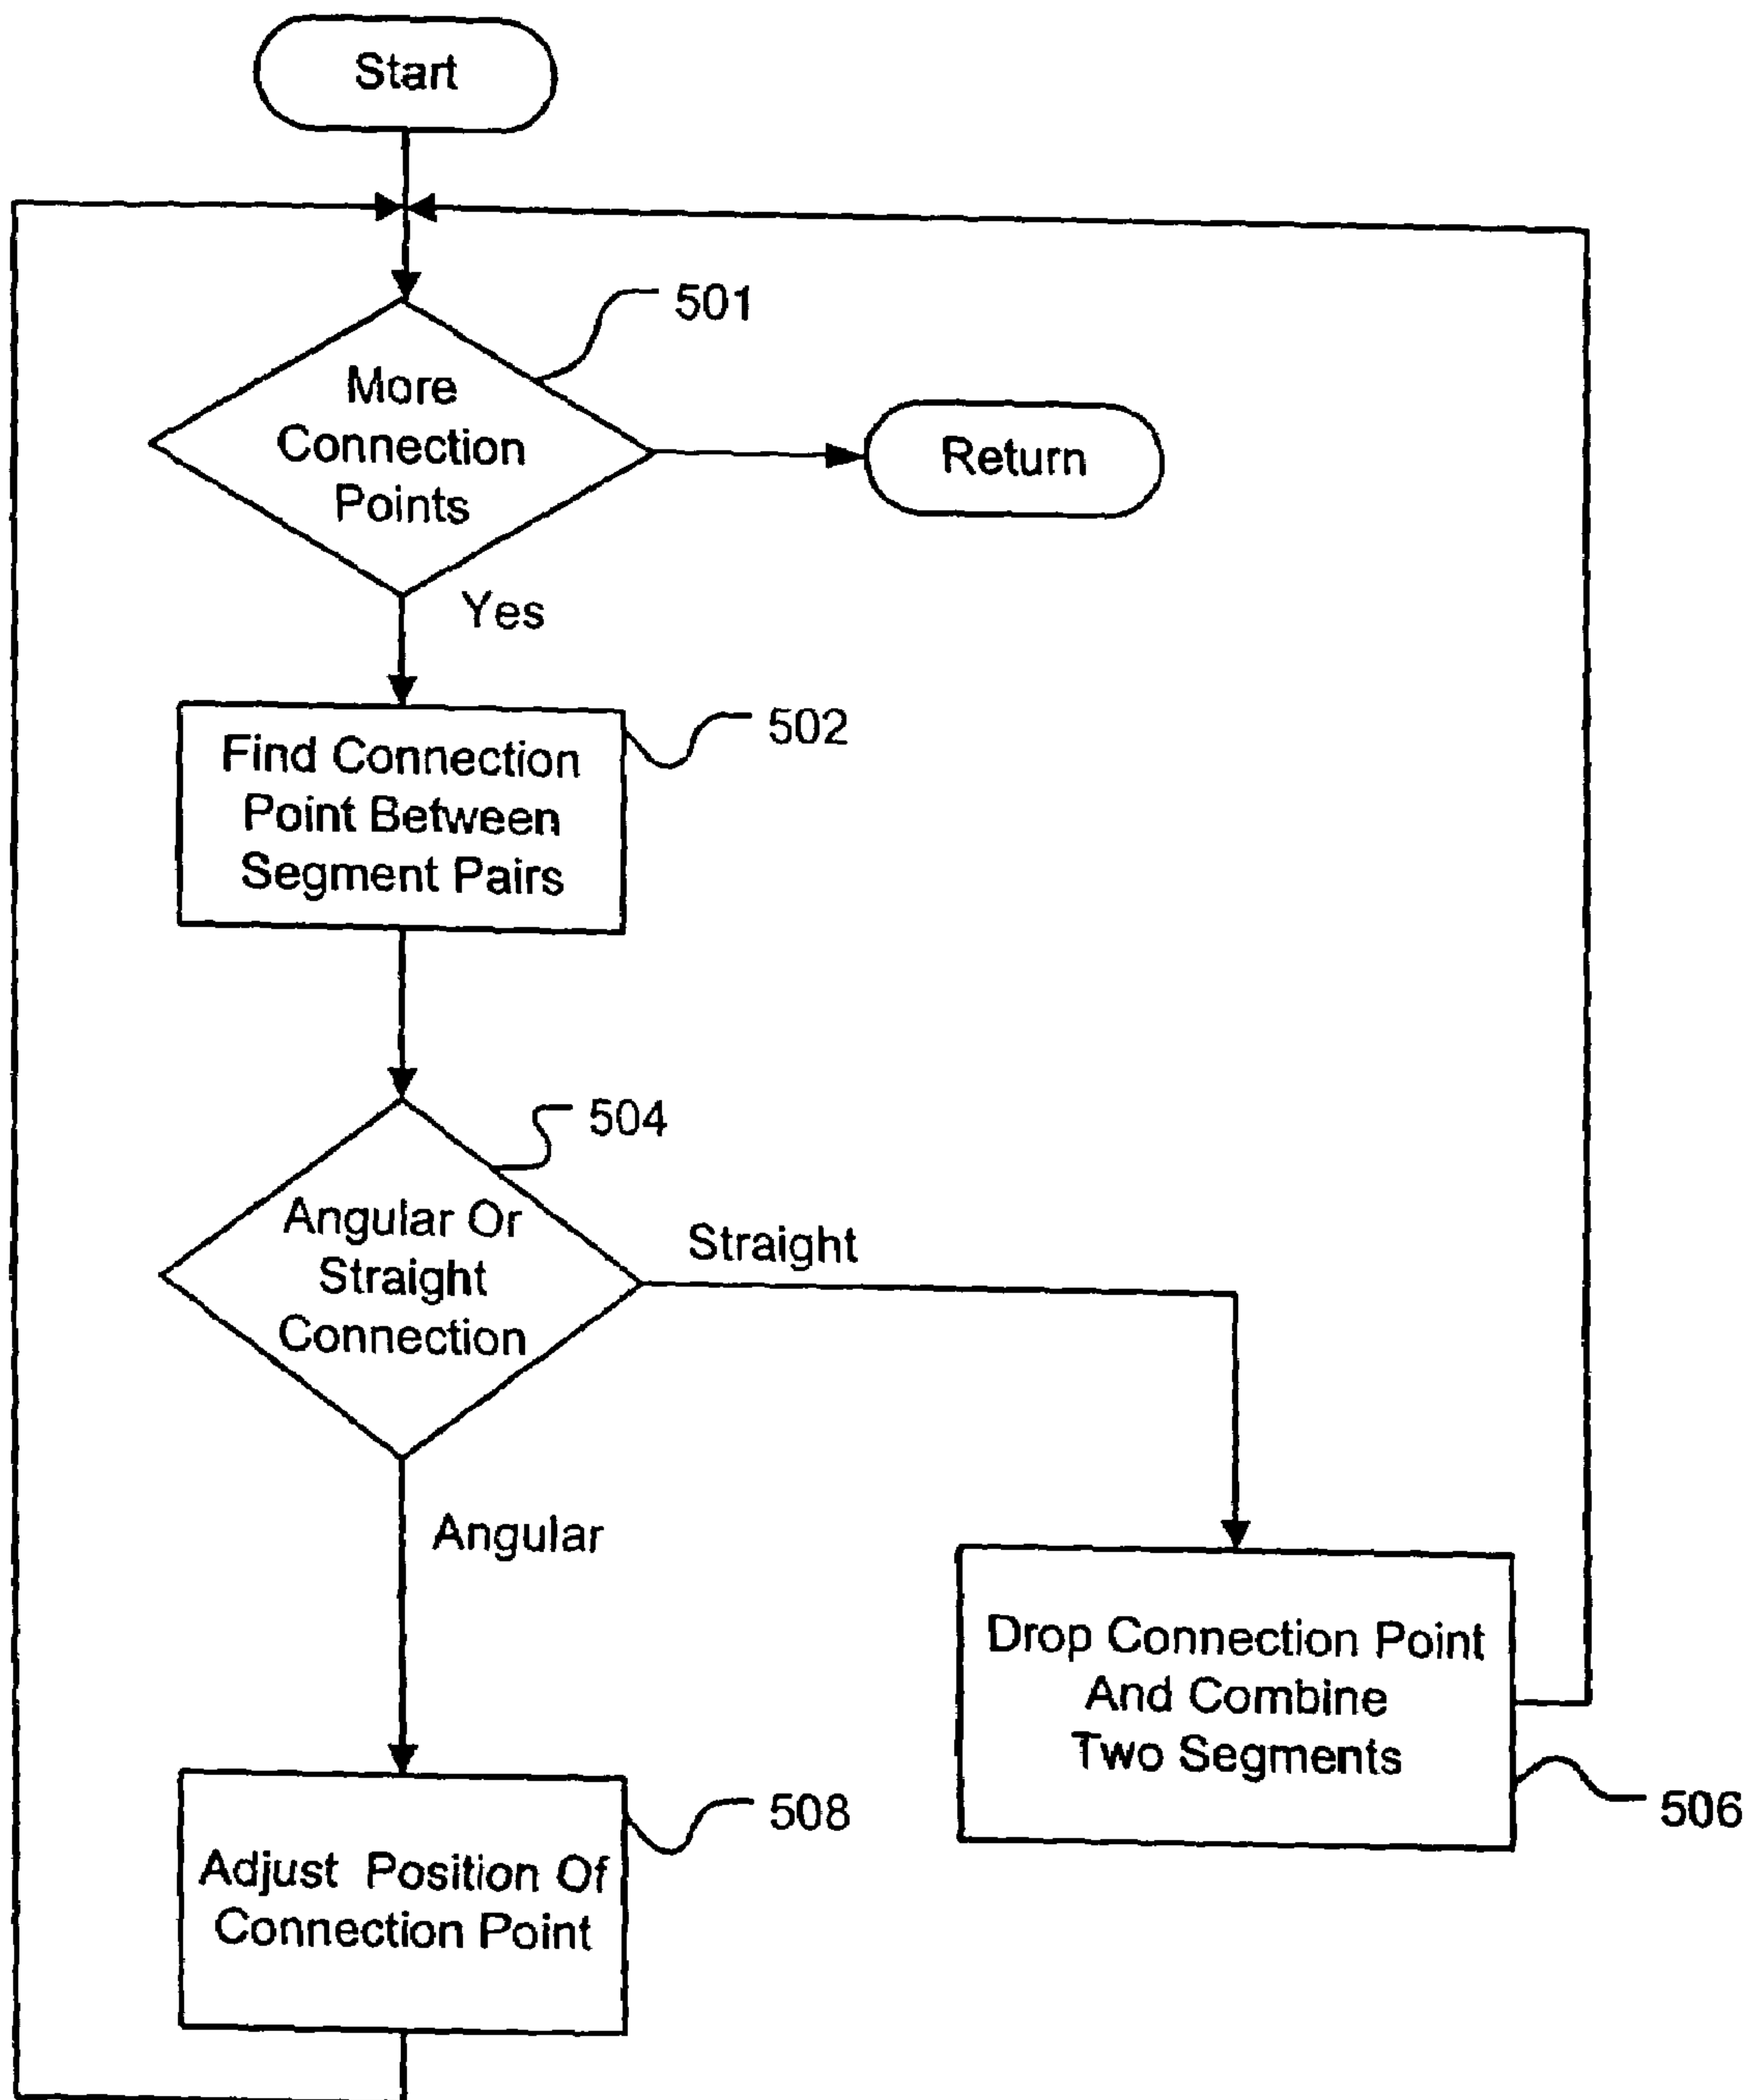 Start
501
More
Connection
Points
Return
Yes
502
Find Connection
Point Between
Segment Pairs
504
Angular Or
Straight
Connection
Straight
Angular
Drop Connection Point
And Combine
Two Segments
506
508
Adjust Position Of
Connection Point